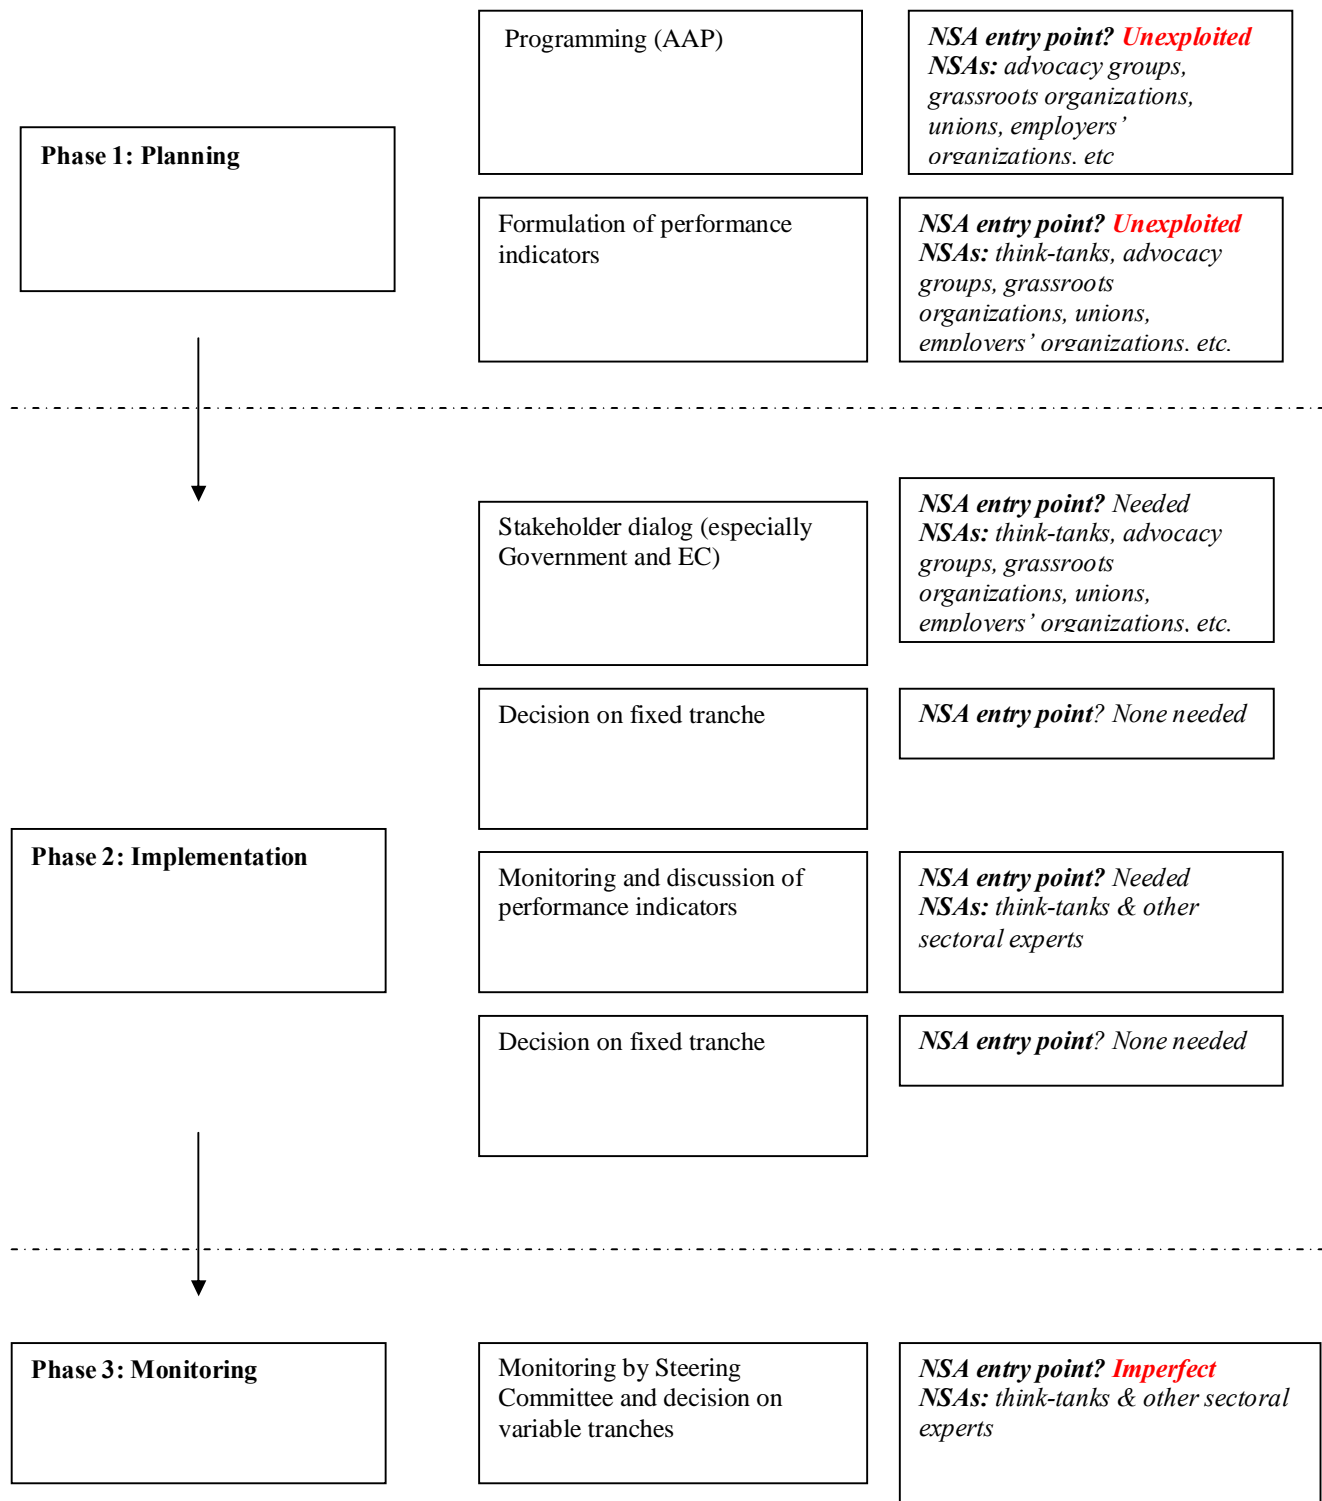 Programming (AAP)
NSA entry point? Unexploited
NSAs: advocacy groups,
grassroots organizations,
unions, employers’
organizations. etc
Phase 1: Planning
Formulation of performance
indicators
NSA entry point? Unexploited
NSAs: think-tanks, advocacy
groups, grassroots
organizations, unions,
employers’ organizations. etc.
Stakeholder dialog (especially
Government and EC)
NSA entry point? Needed
NSAs: think-tanks, advocacy
groups, grassroots
organizations, unions,
employers’ organizations, etc.
Decision on fixed tranche
NSA entry point? None needed
Phase 2: Implementation
Monitoring and discussion of
performance indicators
NSA entry point? Needed
NSAs: think-tanks & other
sectoral experts
Decision on fixed tranche
NSA entry point? None needed
Phase 3: Monitoring
Monitoring by Steering
Committee and decision on
variable tranches
NSA entry point? Imperfect
NSAs: think-tanks & other sectoral
experts